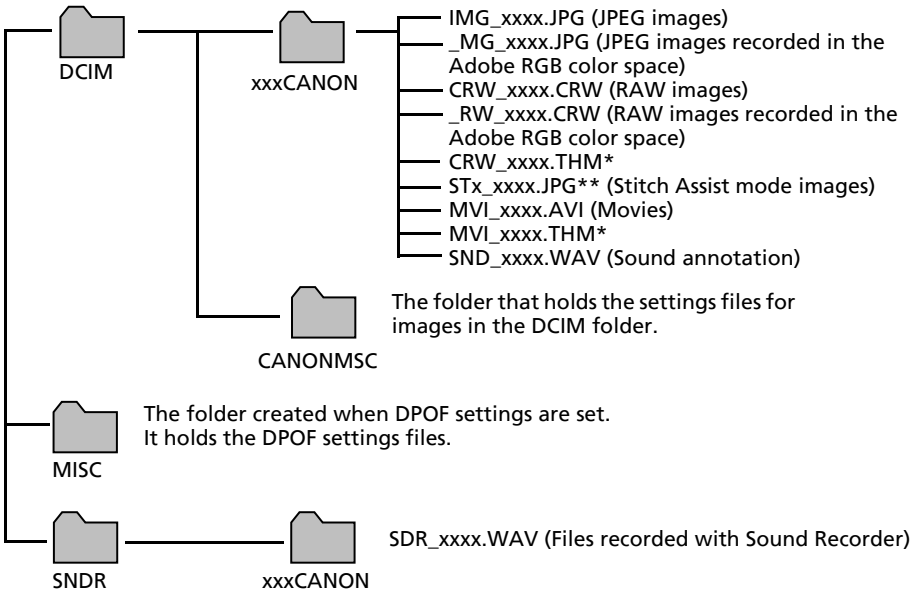 DCIM
xxxCANON
IMG_xxxx.JPG (JPEG images)
_MG_xxxx.JPG (JPEG images recorded in the
Adobe RGB color space)
CRW_xxxx.CRW (RAW images)
_RW_xxxx.CRW (RAW images recorded in the
Adobe RGB color space)
CRW_xxxx.THM*
STx_xxxx.JPG** (Stitch Assist mode images)
MVI_xxxx.AVI (Movies)
MVI_xxxx.THM*
SND_xxxx.WAV (Sound annotation)
CANONMSC
The folder that holds the settings files for
images in the DCIM folder.
MISC
The folder created when DPOF settings are set.
It holds the DPOF settings files.
SNDR
xxxCANON
SDR_xxxx.WAV (Files recorded with Sound Recorder)